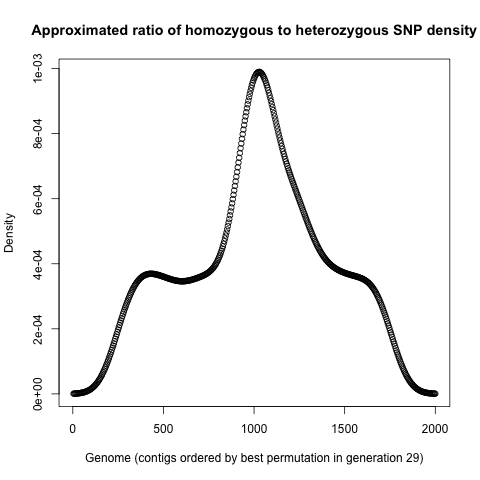 Approximated ratio of homozygous to heterozygous SNP density
1e-03
8e-04
6e-04
4e-04
2e-04
0e+00
Density
0
500
1000
1500
2000
Genome (contigs ordered by best permutation in generation 29)